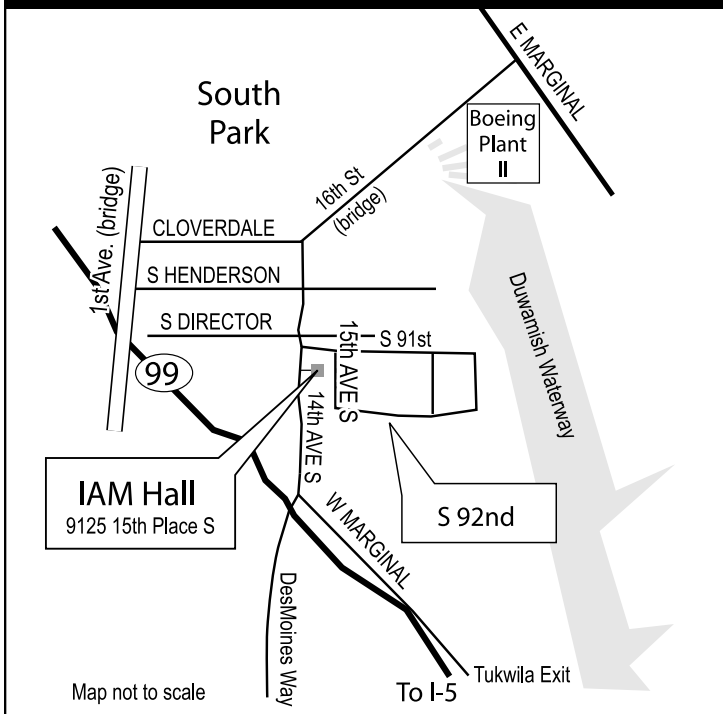 E MARGINAL
South
Park
Boeing
Plant
II
16th St
(bridge)
1st Ave. (bridge)
CLOVERDALE
S HENDERSON
S DIRECTOR
S 91st
15th AVE S
99
14th AVE S
Duwamish Waterway
IAM Hall
9125 15th Place S
S 92nd
W MARGINAL
DesMoines Way
Map not to scale
To I-5
Tukwila Exit